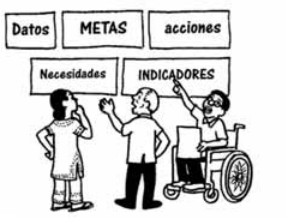 Datos
METAS
acciones
Necesidades
INDICADORES